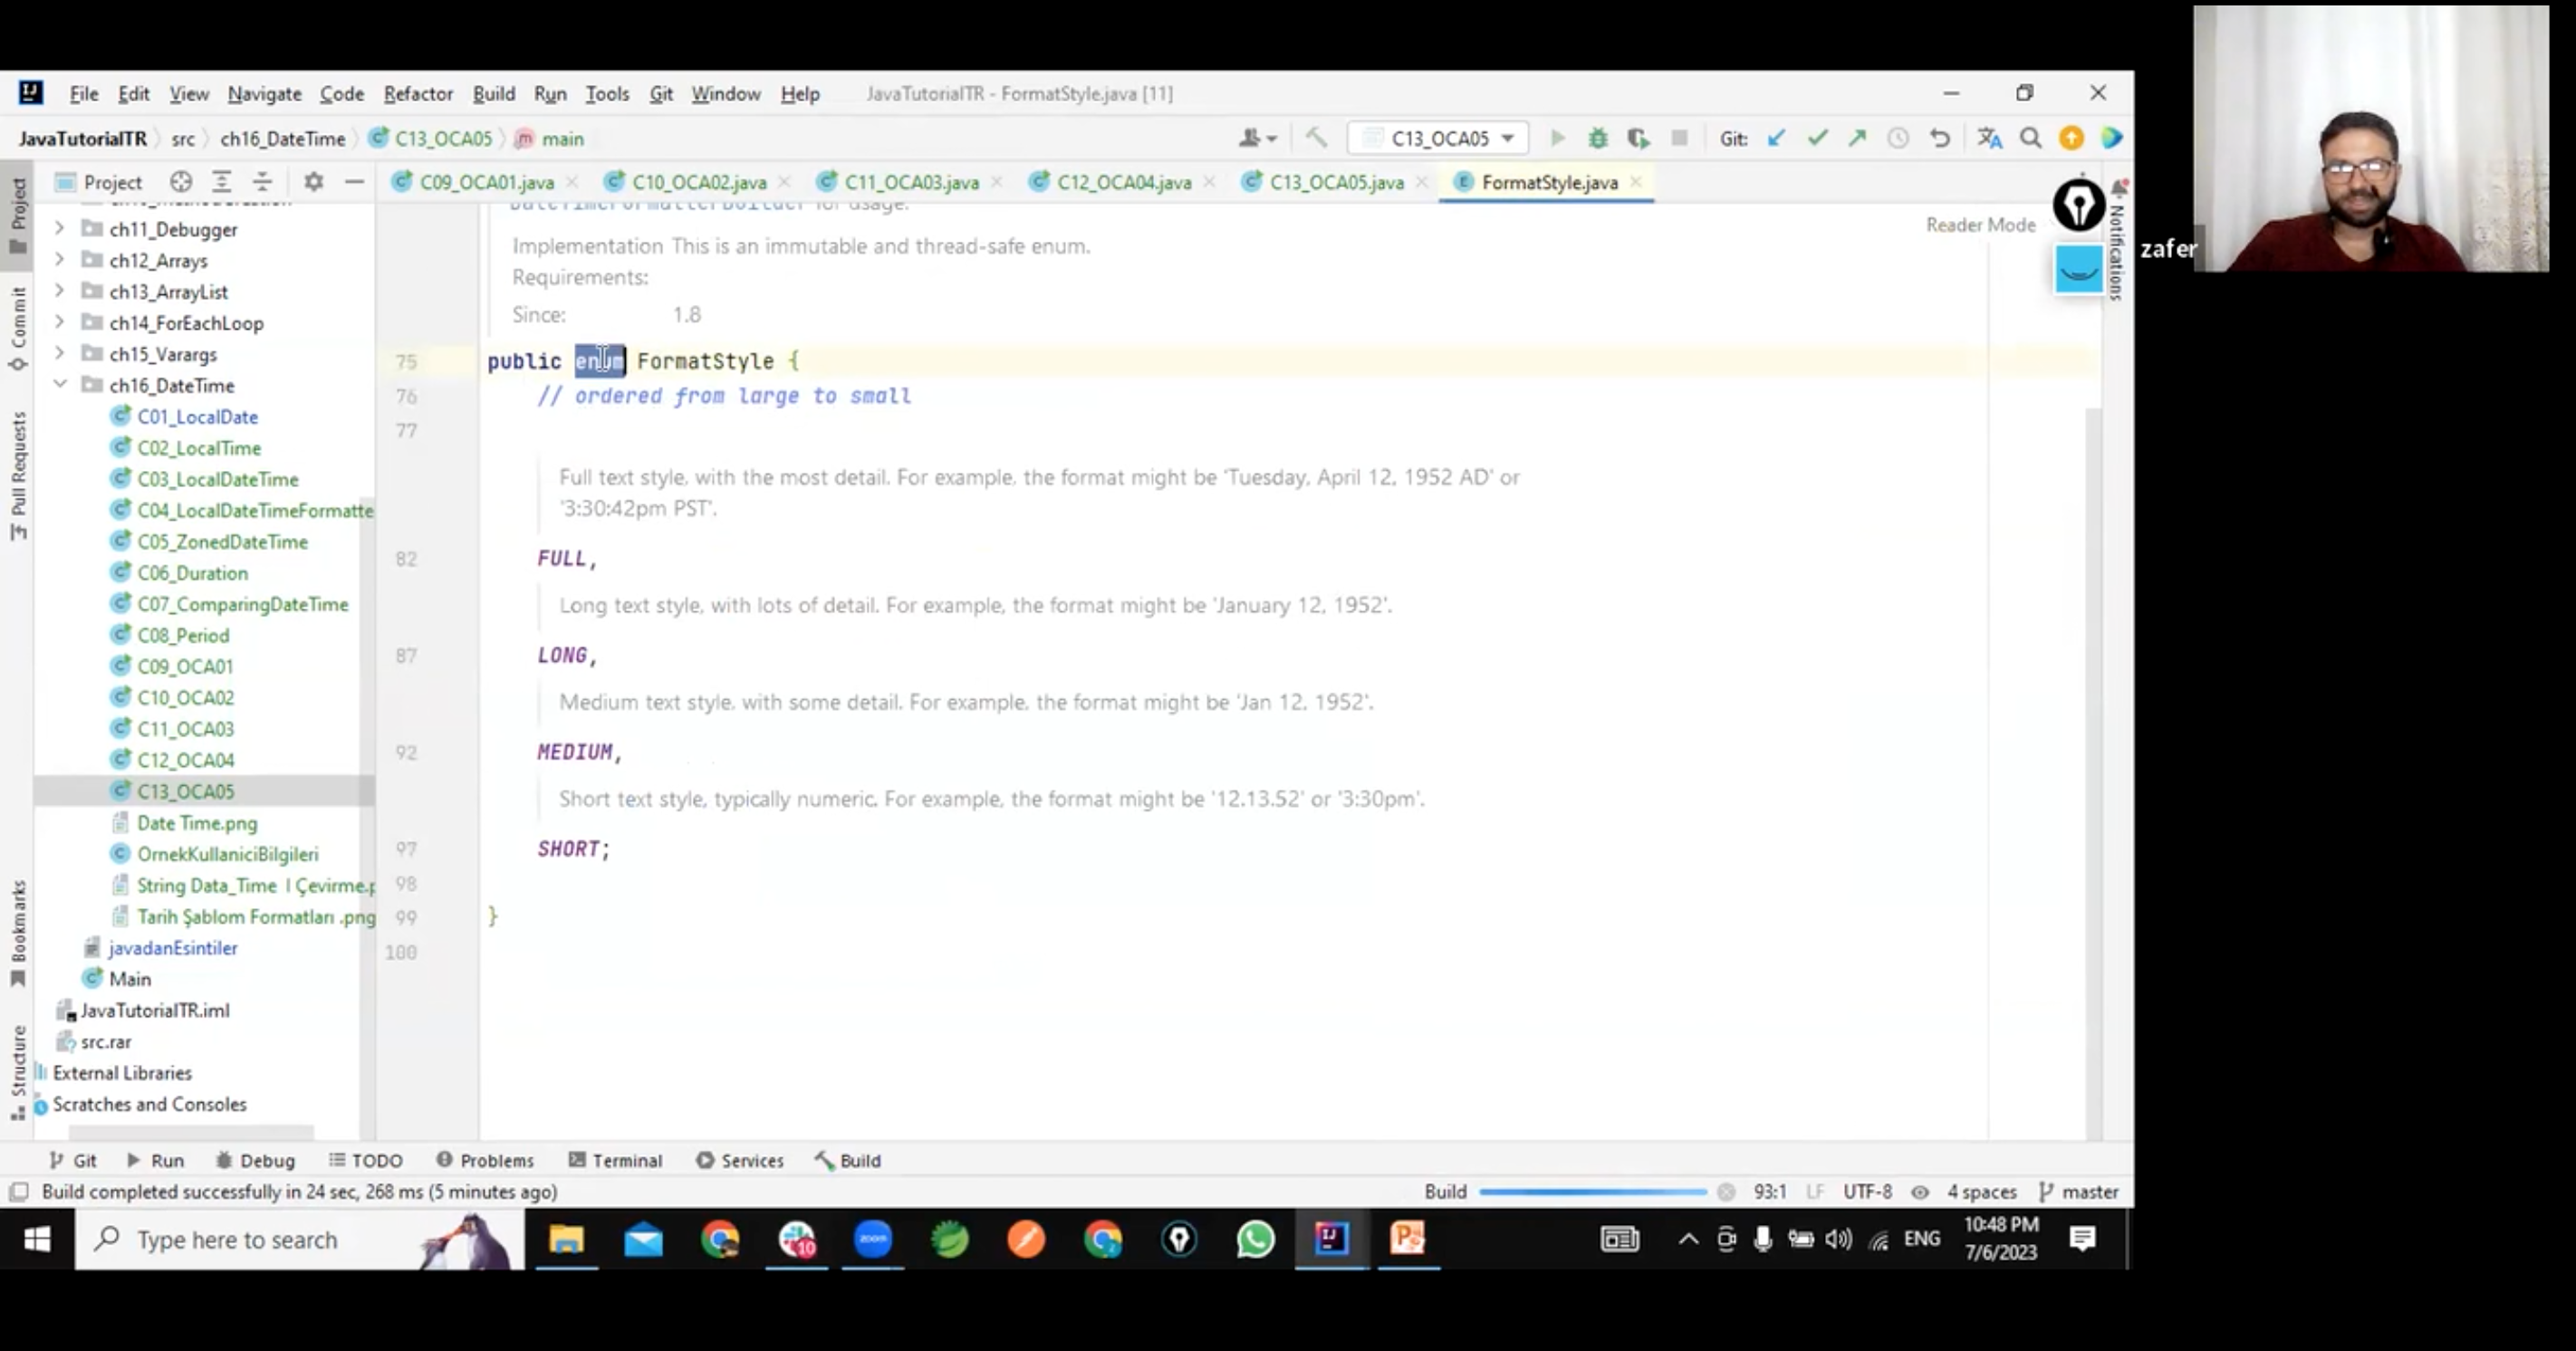 File Edit View Navigate Code Refactor Build Run Tools Git Window Help JavaTutorialTR - FormatStyle.java [11]
JavaTutorialTR src ch16_DateTime C13_OCA05 m main
C13_OCA05 Git:
Project
C09_OCA01.java C10_OCA02.java C11_OCA03.java C12_OCA04.java C13_OCA05.java FormatStyle.java
Project
Commit
Pull Requests
Bookmarks
Structure
ch11_Debugger
ch12_Arrays
ch13_ArrayList
ch14_ForEachLoop
ch15_Varargs
ch16_DateTime
C01_LocalDate
C02_LocalTime
C03_LocalDateTime
C04_LocalDateTimeFormatte
C05_ZonedDateTime
C06_Duration
C07_ComparingDateTime
C08_Period
C09_OCA01
C10_OCA02
C11_OCA03
C12_OCA04
C13_OCA05
Date Time.png
OrnekKullaniciBilgileri
String Data_Time I Çevirme.p
Tarih Şablom Formatları .png
javadanEsintiler
Main
JavaTutorialTR.iml
src.rar
External Libraries
Scratches and Consoles
DateTimeFormatterBuilder for usage.
Reader Mode
Implementation This is an immutable and thread-safe enum.
Requirements:
Since: 1.8
75 public enum FormatStyle {
76 // ordered from large to small
77
Full text style, with the most detail. For example, the format might be 'Tuesday, April 12, 1952 AD' or
'3:30:42pm PST'.
82 FULL,
Long text style, with lots of detail. For example, the format might be 'January 12, 1952'.
87 LONG,
Medium text style, with some detail. For example, the format might be 'Jan 12, 1952'.
92 MEDIUM,
Short text style, typically numeric. For example, the format might be '12.13.52' or '3:30pm'.
97 SHORT;
98
99 }
100
Notifications
zafer
Git Run Debug TODO Problems Terminal Services Build
Build completed successfully in 24 sec, 268 ms (5 minutes ago) Build 93:1 LF UTF-8 4 spaces master
Type here to search 10 zoom ENG 10:48 PM
7/6/2023